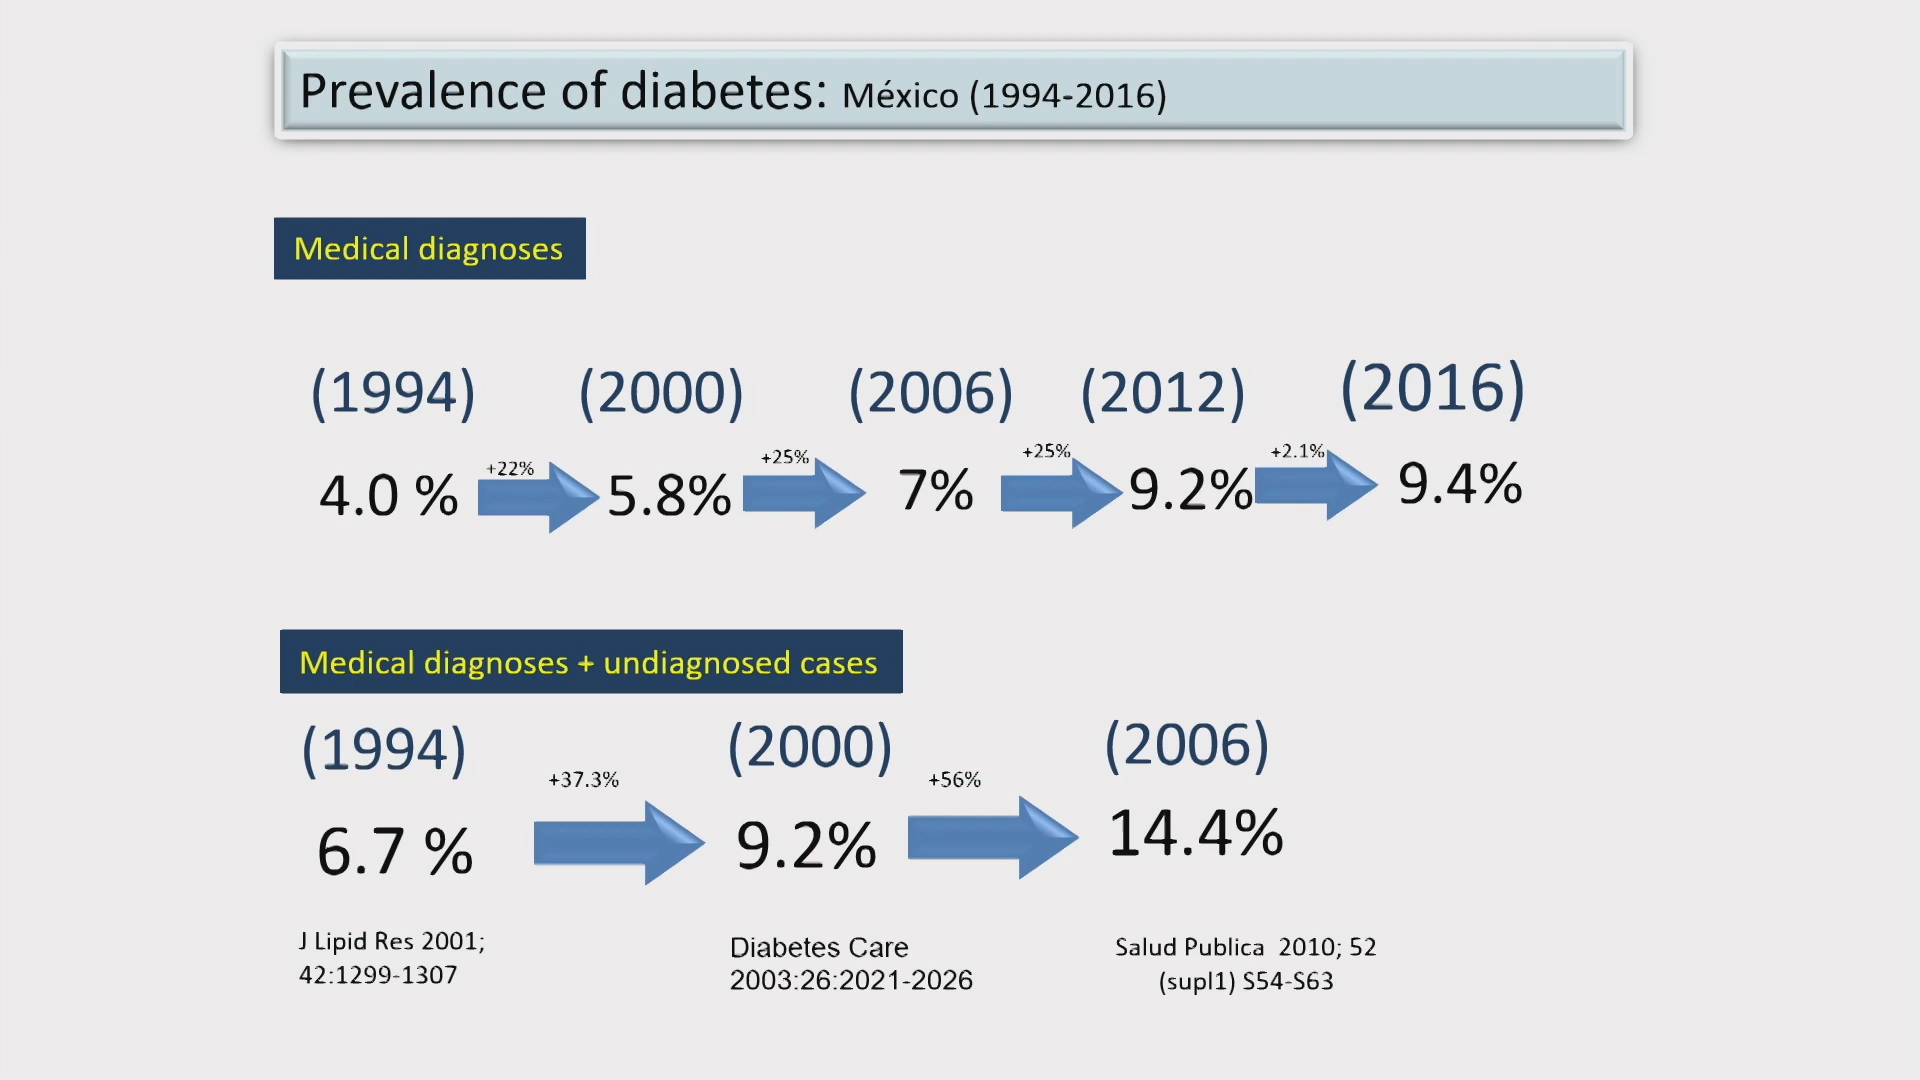 Prevalence of diabetes: México (1994-2016)
Medical diagnoses
(1994) (2000) (2006) (2012) (2016)
+22% +25% +25% +2.1%
4.0 % 5.8% 7% 9.2% 9.4%
Medical diagnoses + undiagnosed cases
(1994) (2000) (2006)
+37.3% +56%
6.7 % 9.2% 14.4%
J Lipid Res 2001;
42:1299-1307
Diabetes Care
2003:26:2021-2026
Salud Publica 2010; 52
(supl1) S54-S63